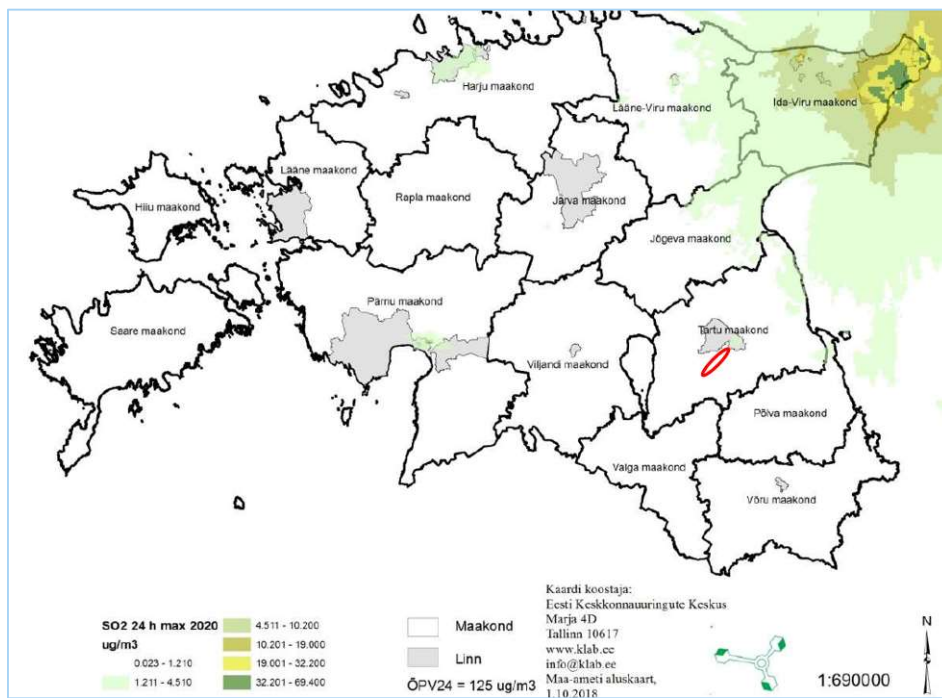 Harju maakond
Lääne-Viru maakond
Ida-Viru maakond
Lääne maakond
Hiiu maakond
Rapla maakond
Järva maakond
Jõgeva maakond
Pärnu maakond
Saare maakond
Tartu maakond
Viljandi maakond
Põlva maakond
Valga maakond
Võru maakond
SO2 24 h max 2020
ug/m3
0.023 - 1.210
1.211 - 4.510
4.511 - 10.200
10.201 - 19.000
19.001 - 32.200
32.201 - 69.400
Maakond
Linn
ÕPV24 = 125 ug/m3
Kaardi koostaja:
Eesti Keskkonnauuringute Keskus
Marja 4D
Tallinn 10617
www.klab.ee
info@klab.ee
Maa-ameti aluskaart,
1.10.2018
N
1:690000